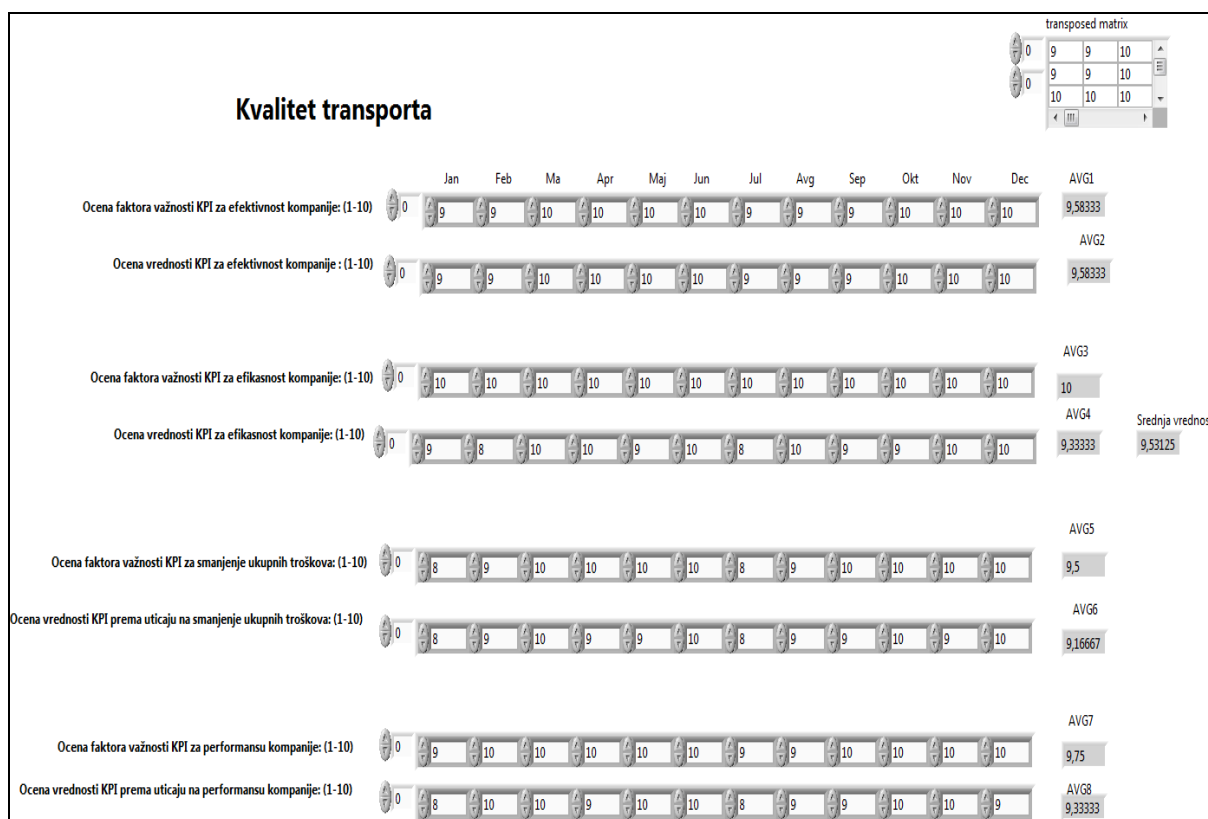 transposed matrix
0 9 9 10
0 9 9 10
10 10 10
Kvalitet transporta
Jan Feb Ma Apr Maj Jun Jul Avg Sep Okt Nov Dec AVG1
Ocena faktora važnosti KPI za efektivnost kompanije: (1-10) 0 9 9 10 10 10 10 9 9 9 10 10 10 9,58333
AVG2
Ocena vrednosti KPI za efektivnost kompanije : (1-10) 0 9 9 10 10 10 10 9 9 9 10 10 10 9,58333
AVG3
Ocena faktora važnosti KPI za efikasnost kompanije: (1-10) 0 10 10 10 10 10 10 10 10 10 10 10 10 10
AVG4 Srednja vrednos
Ocena vrednosti KPI za efikasnost kompanije: (1-10) 0 9 8 10 10 9 10 8 10 9 9 10 10 9,33333 9,53125
AVG5
Ocena faktora važnosti KPI za smanjenje ukupnih troškova: (1-10) 0 8 9 10 10 10 10 8 9 10 10 10 10 9,5
AVG6
Ocena vrednosti KPI prema uticaju na smanjenje ukupnih troškova: (1-10) 0 8 9 10 9 9 10 8 9 9 10 9 10 9,16667
AVG7
Ocena faktora važnosti KPI za performansu kompanije: (1-10) 0 9 10 10 10 10 10 9 9 10 10 10 10 9,75
AVG8
Ocena vrednosti KPI prema uticaju na performansu kompanije: (1-10) 0 8 10 10 9 10 10 8 9 9 10 10 9 9,33333